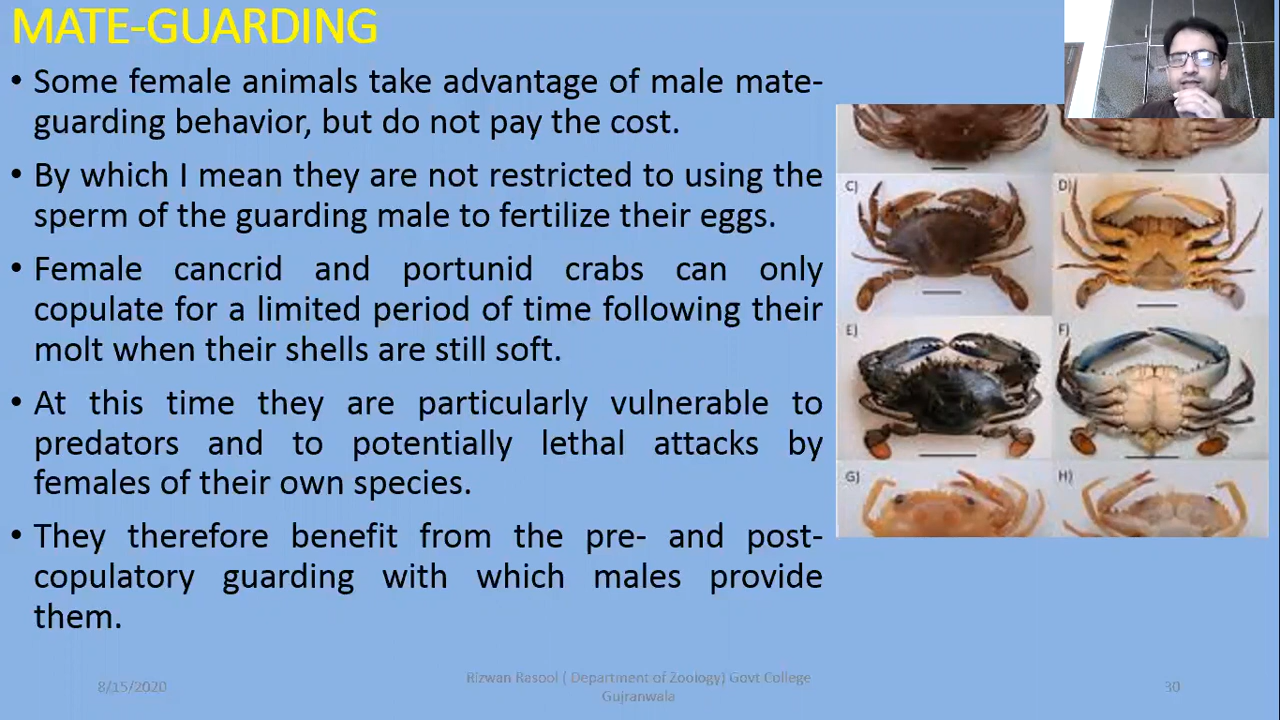 MATE-GUARDING
• Some female animals take advantage of male mate-
guarding behavior, but do not pay the cost.
• By which I mean they are not restricted to using the
sperm of the guarding male to fertilize their eggs.
• Female cancrid and portunid crabs can only
copulate for a limited period of time following their
molt when their shells are still soft.
• At this time they are particularly vulnerable to
predators and to potentially lethal attacks by
females of their own species.
• They therefore benefit from the pre- and post-
copulatory guarding with which males provide
them.
C)
D)
E)
F)
G)
H)
8/15/2020
Rizwan Rasool ( Department of Zoology) Govt College
Gujranwala
30